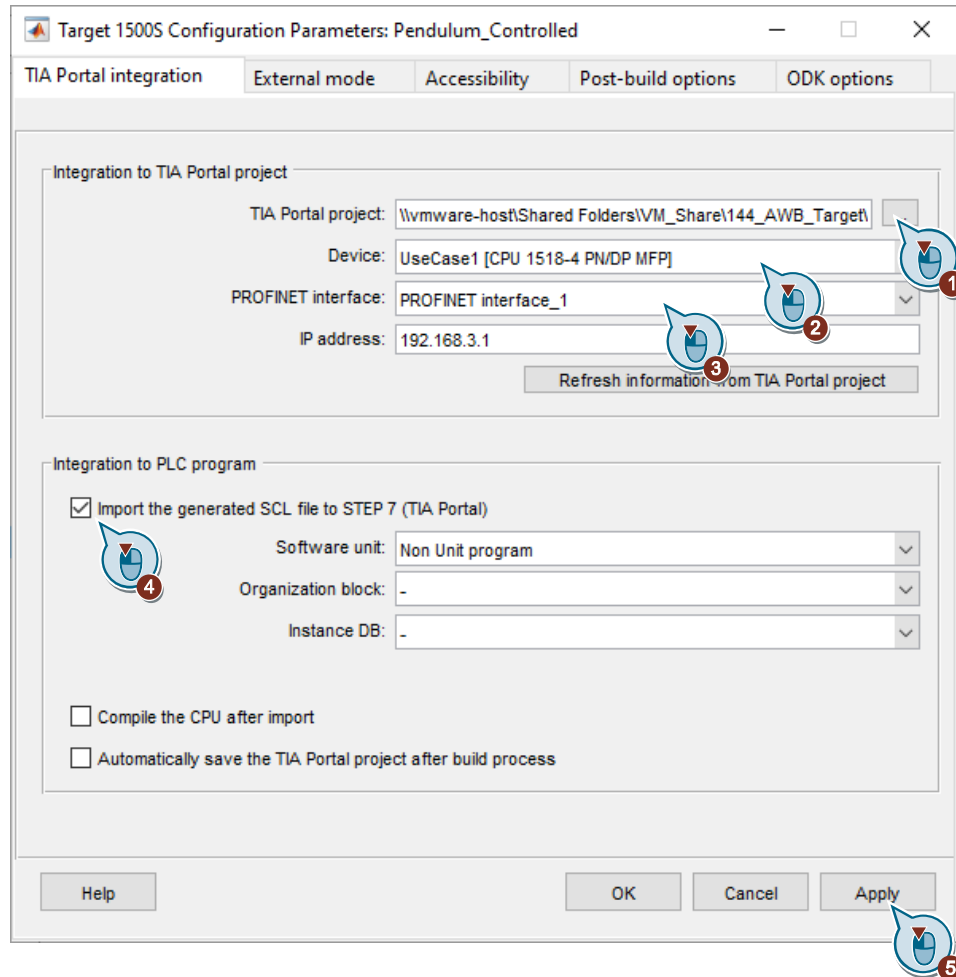 Target 1500S Configuration Parameters: Pendulum_Controlled
TIA Portal integration External mode Accessibility Post-build options ODK options
Integration to TIA Portal project
TIA Portal project: \\vmware-host\Shared Folders\VM_Share\144_AWB_Target\
1
Device: UseCase1 [CPU 1518-4 PN/DP MFP]
2
PROFINET interface: PROFINET interface_1
3
IP address: 192.168.3.1
Refresh information from TIA Portal project
Integration to PLC program
Import the generated SCL file to STEP 7 (TIA Portal)
4
Software unit: Non Unit program
Organization block: -
Instance DB: -
Compile the CPU after import
Automatically save the TIA Portal project after build process
Help OK Cancel Apply
5